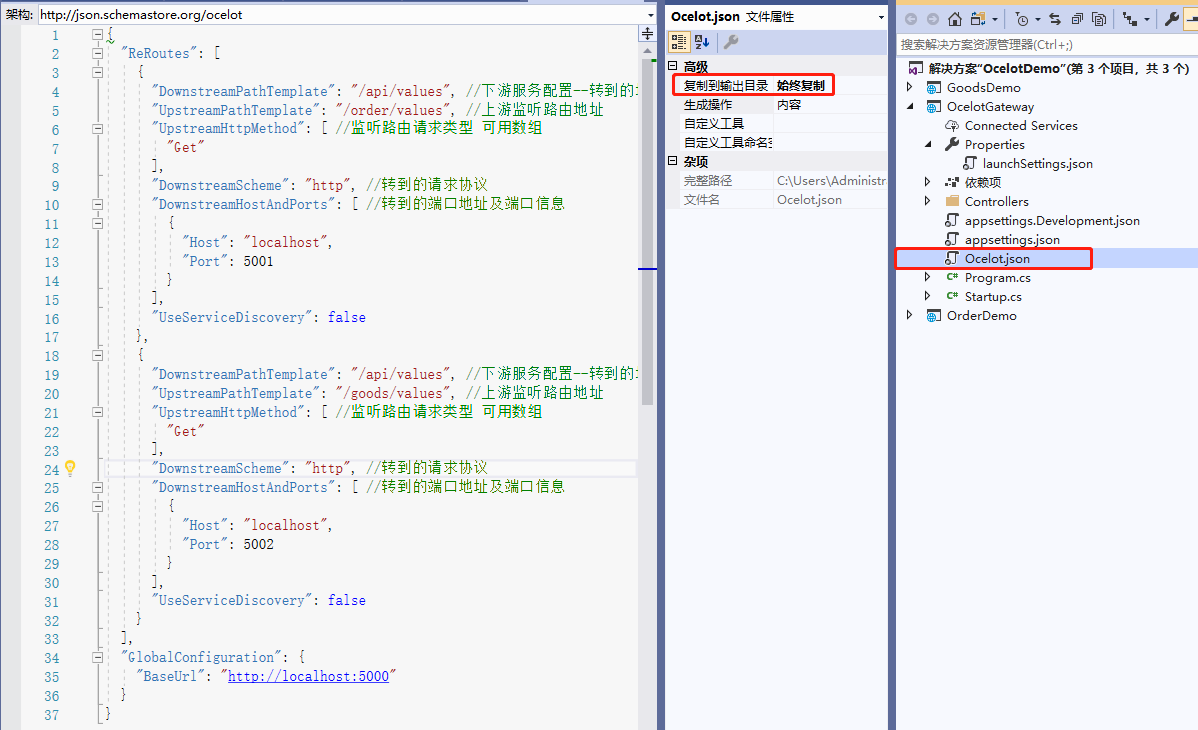 架构: http://json.schemastore.org/ocelot
1 {
2 "ReRoutes": [
3 {
4 "DownstreamPathTemplate": "/api/values", //下游服务配置--转到的
5 "UpstreamPathTemplate": "/order/values", //上游监听路由地址
6 "UpstreamHttpMethod": [ //监听路由请求类型 可用数组
7 "Get"
8 ],
9 "DownstreamScheme": "http", //转到的请求协议
10 "DownstreamHostAndPorts": [ //转到的端口地址及端口信息
11 {
12 "Host": "localhost",
13 "Port": 5001
14 }
15 ],
16 "UseServiceDiscovery": false
17 },
18 {
19 "DownstreamPathTemplate": "/api/values", //下游服务配置--转到的
20 "UpstreamPathTemplate": "/goods/values", //上游监听路由地址
21 "UpstreamHttpMethod": [ //监听路由请求类型 可用数组
22 "Get"
23 ],
24 "DownstreamScheme": "http", //转到的请求协议
25 "DownstreamHostAndPorts": [ //转到的端口地址及端口信息
26 {
27 "Host": "localhost",
28 "Port": 5002
29 }
30 ],
31 "UseServiceDiscovery": false
32 }
33 ],
34 "GlobalConfiguration": {
35 "BaseUrl": "http://localhost:5000"
36 }
37 }
Ocelot.json 文件属性
高级
复制到输出目录 始终复制
生成操作 内容
自定义工具
自定义工具命名
杂项
完整路径 C:\Users\Administr
文件名 Ocelot.json
搜索解决方案资源管理器(Ctrl+;)
解决方案"OcelotDemo"(第 3 个项目，共 3 个)
GoodsDemo
OcelotGateway
Connected Services
Properties
launchSettings.json
依赖项
Controllers
appsettings.Development.json
appsettings.json
Ocelot.json
C# Program.cs
C# Startup.cs
OrderDemo